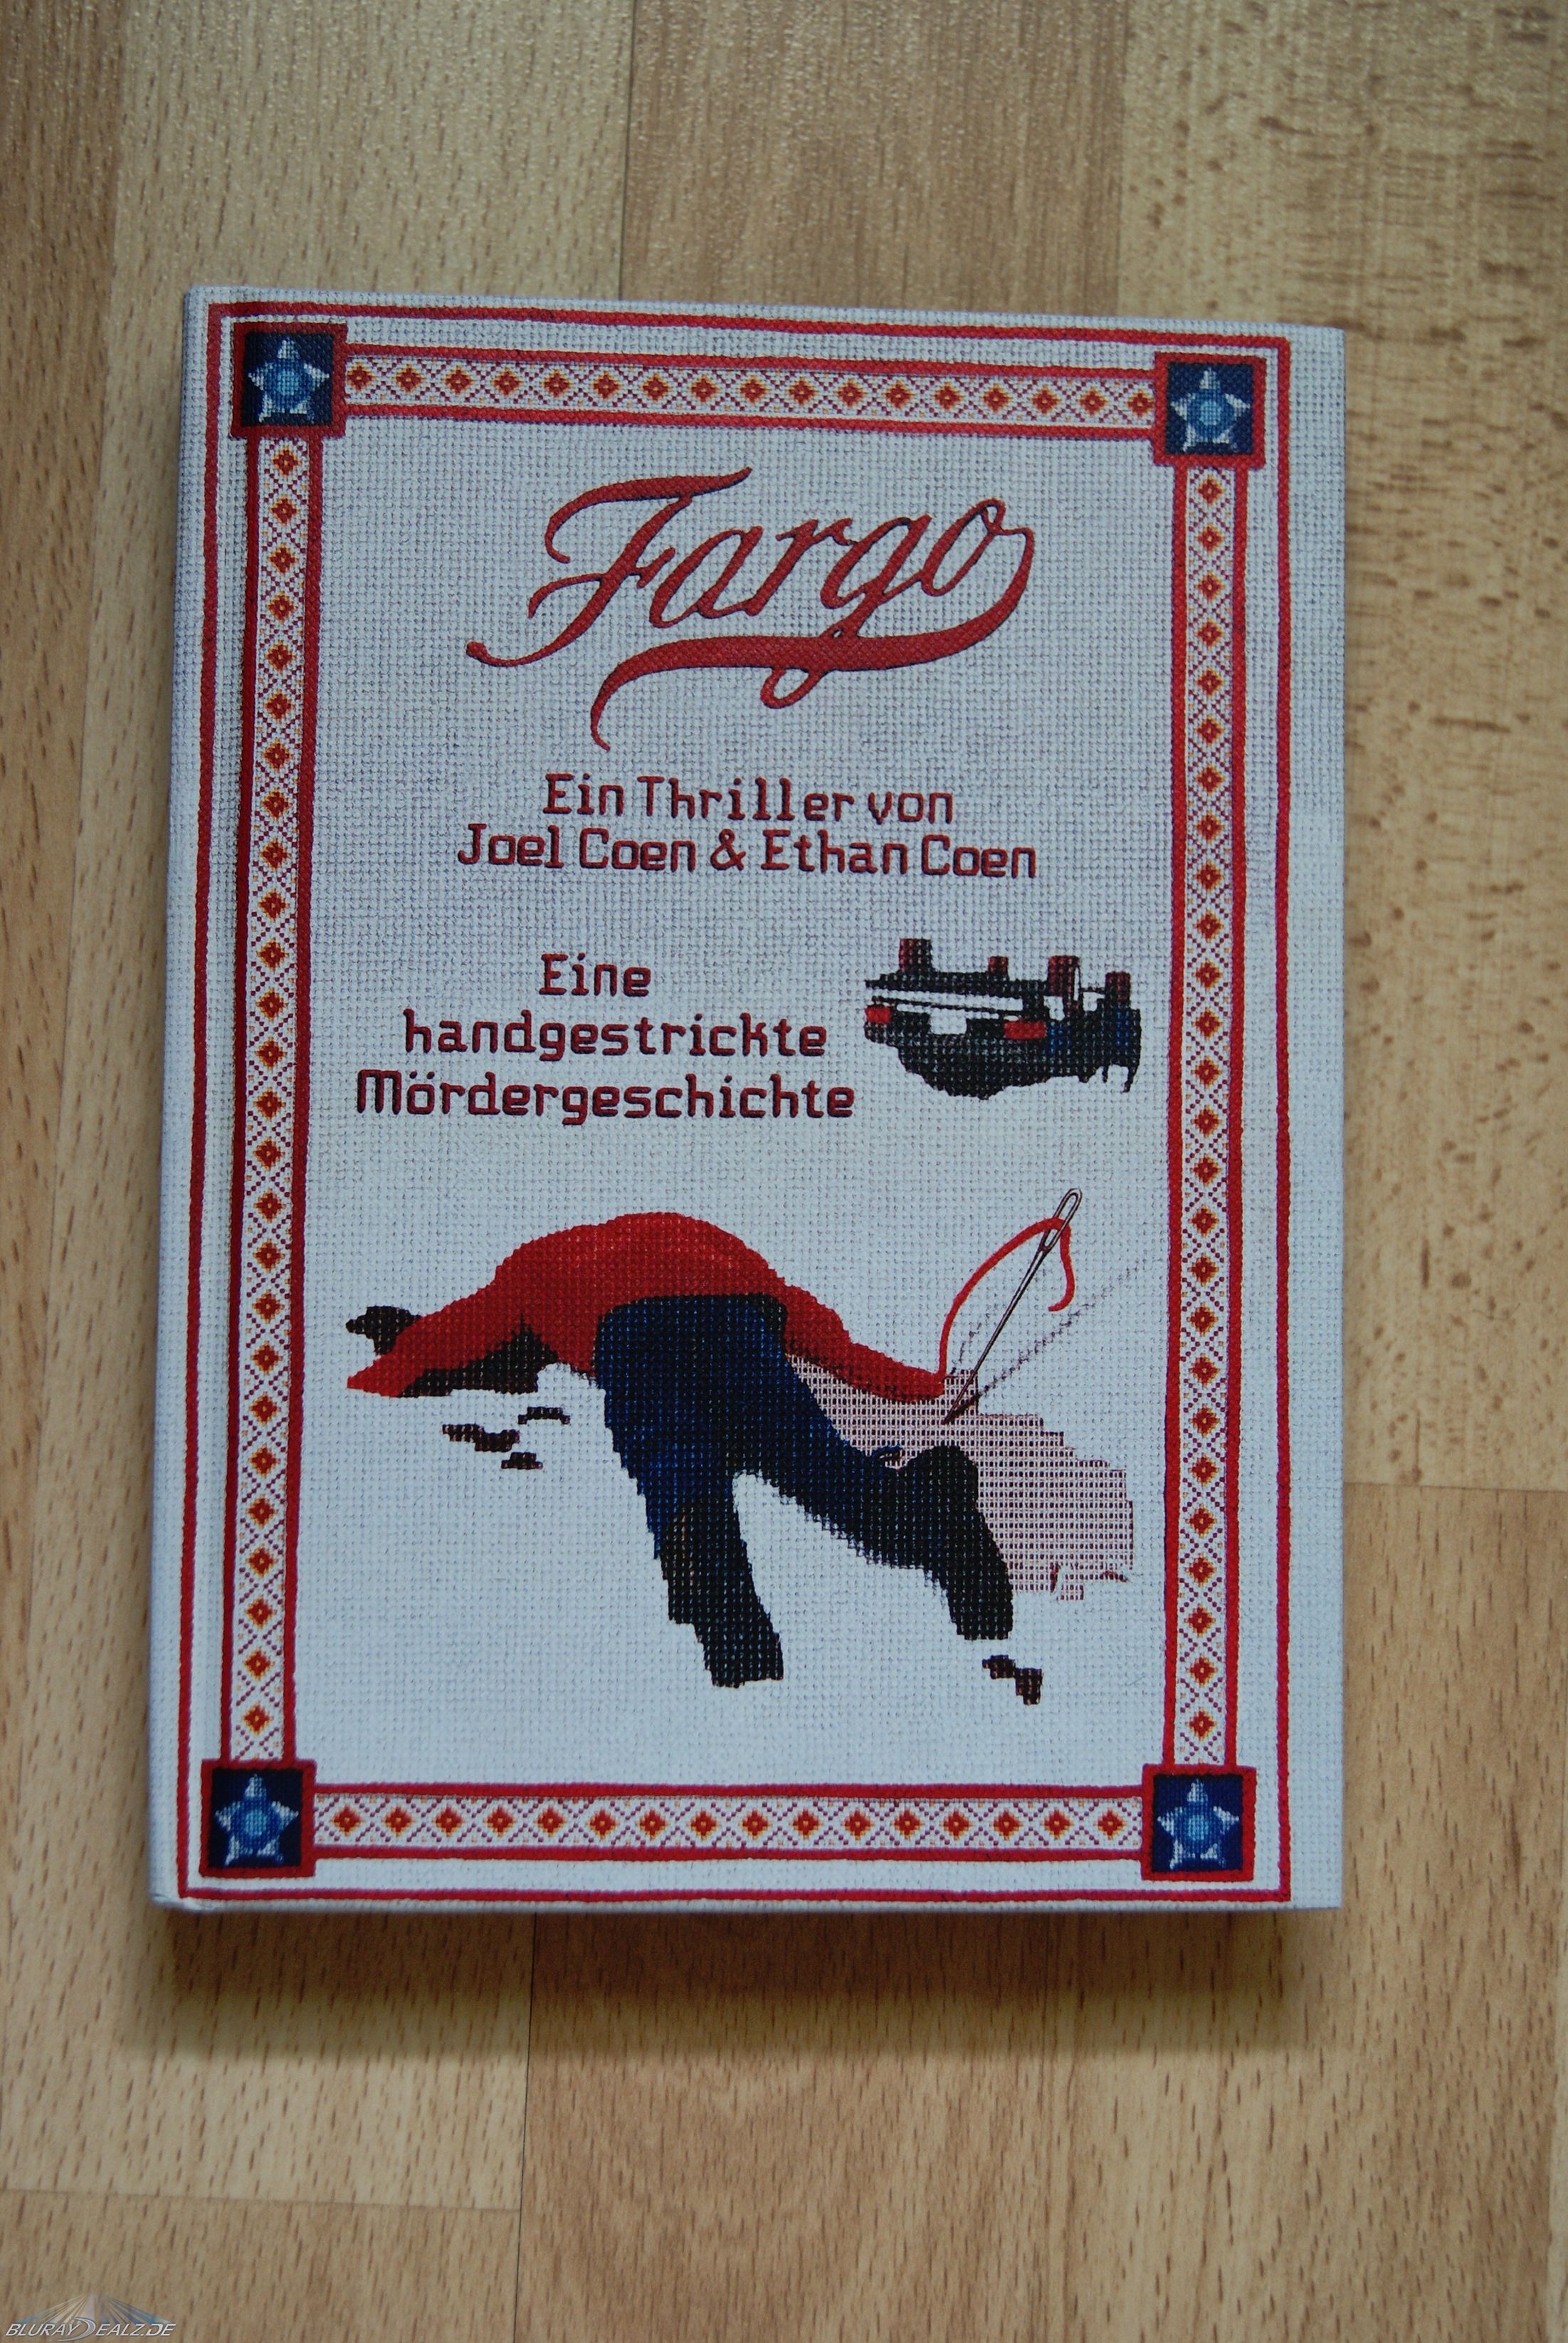 Fargo
Ein Thriller von
Joel Coen & Ethan Coen
Eine
handgestrickte
Mördergeschichte
BLURAYDEALZ.DE